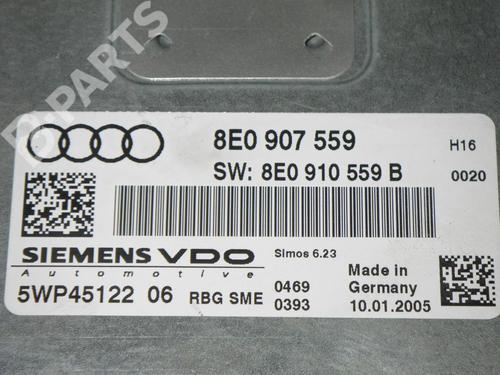 B-PARTS
8E0 907 559
H16
SW: 8E0 910 559 B
0020
SIEMENS VDO
Automotive
Simos 6.23
5WP45122 06
RBG SME
0469
0393
Made in
Germany
10.01.2005